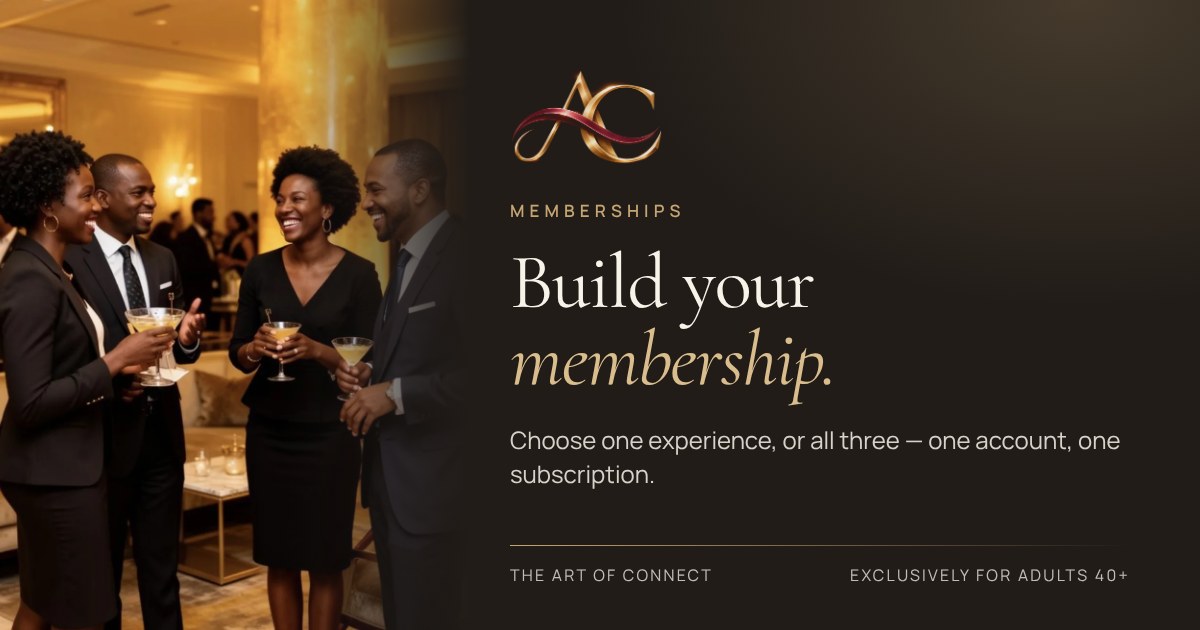 AC
MEMBERSHIPS
Build your
membership.
Choose one experience, or all three — one account, one
subscription.
THE ART OF CONNECT
EXCLUSIVELY FOR ADULTS 40+